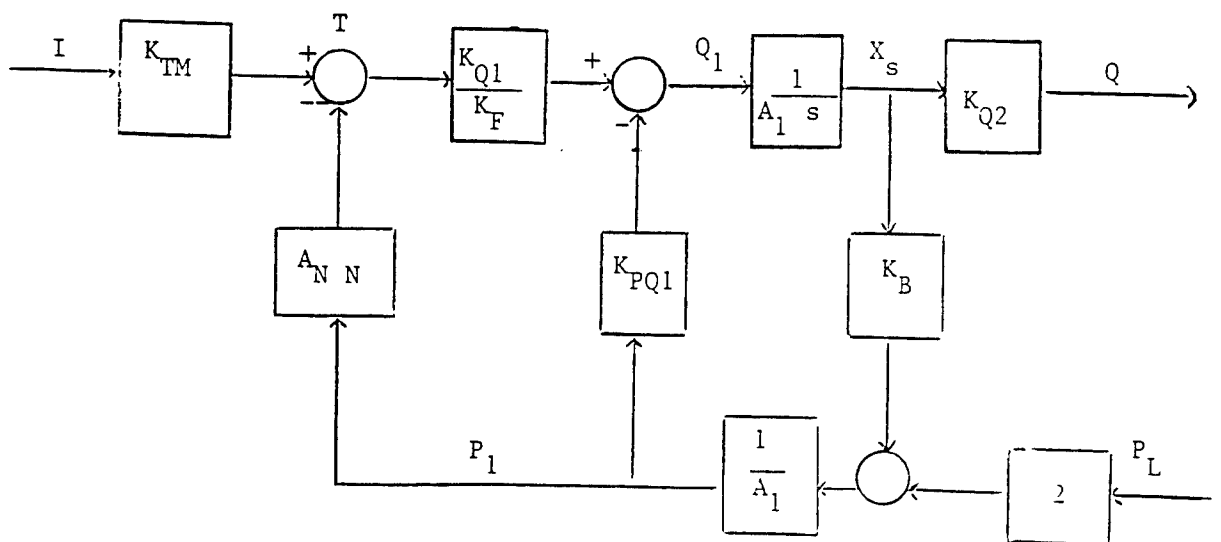 I
K_TM
+
−
T
K_Q1
K_F
+
-
Q_1
1
A_1 s
X_s
K_Q2
Q
A_N N
K_PQ1
K_B
P_1
1
A_1
2
P_L